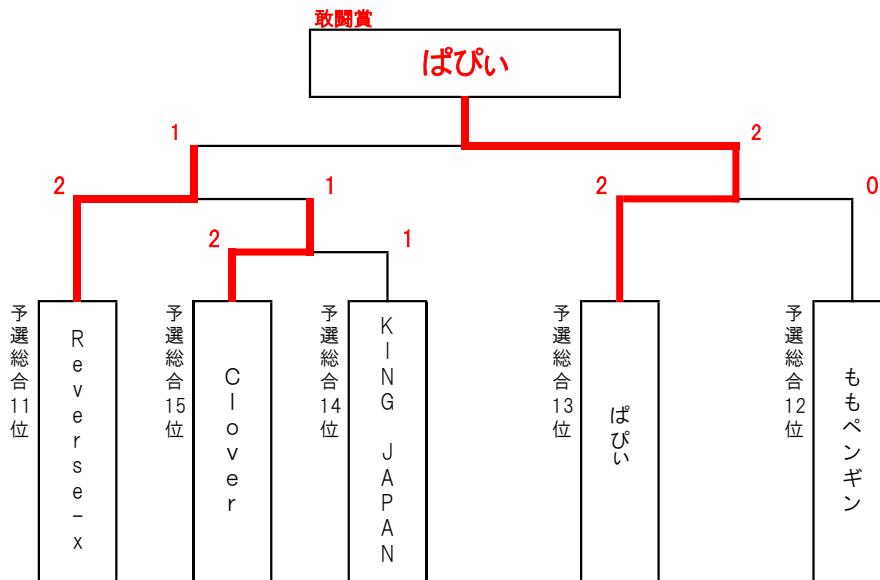 敢闘賞
ぱぴぃ
1
2
2
1
2
0
2
1
予選総合11位
Reverse-x
予選総合15位
Clover
予選総合14位
KING JAPAN
予選総合13位
ぱぴぃ
予選総合12位
ももペンギン